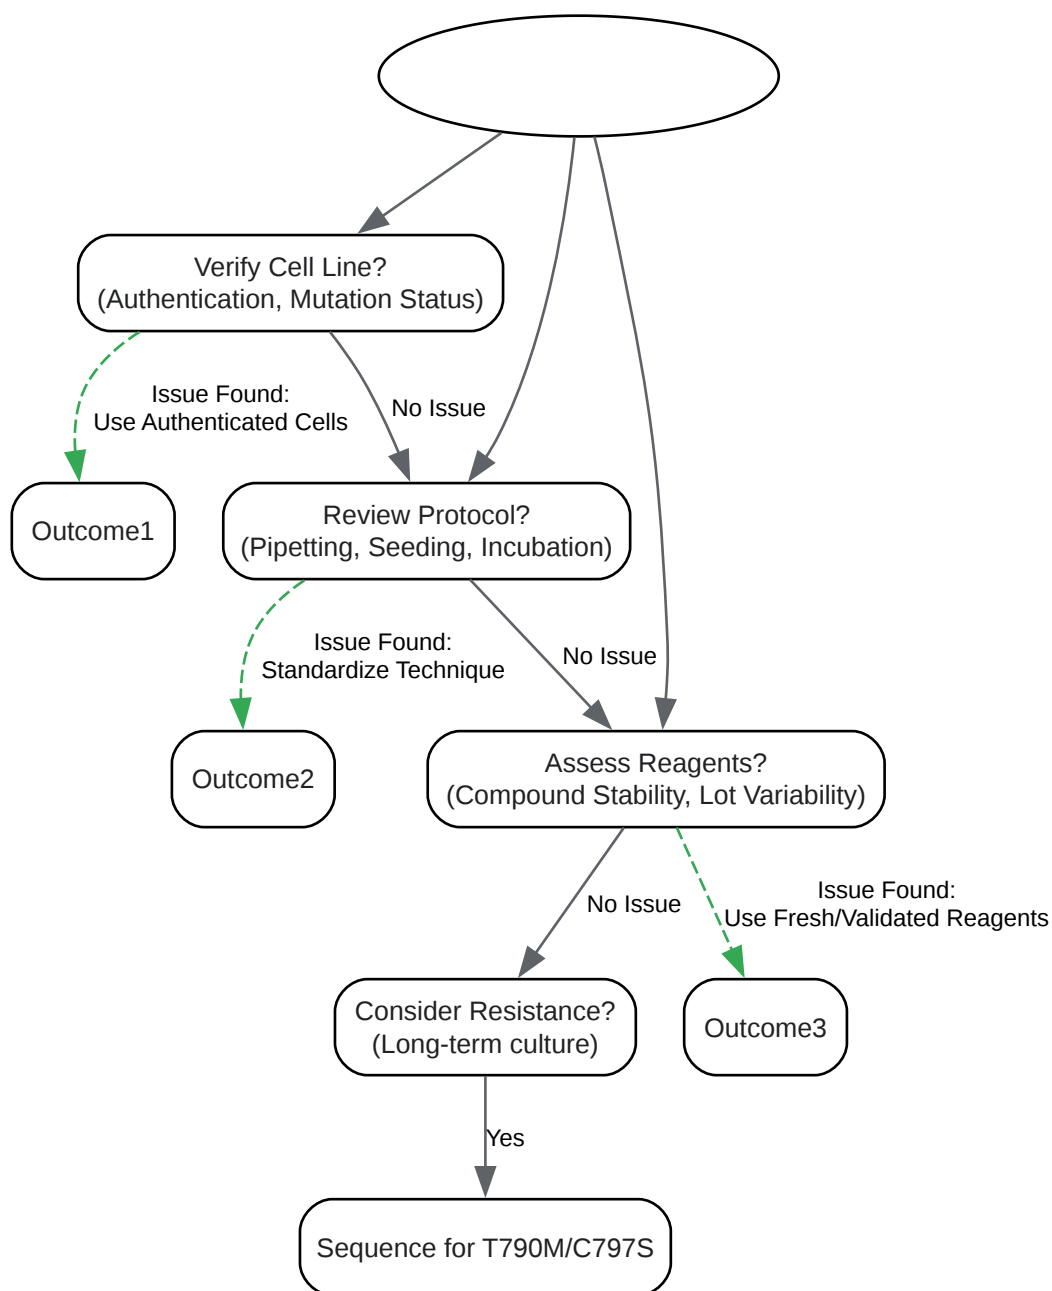 Verify Cell Line?
(Authentication, Mutation Status)
Issue Found:
Use Authenticated Cells
No Issue
Outcome1
Review Protocol?
(Pipetting, Seeding, Incubation)
Issue Found:
Standardize Technique
No Issue
Outcome2
Assess Reagents?
(Compound Stability, Lot Variability)
No Issue
Issue Found:
Use Fresh/Validated Reagents
Consider Resistance?
(Long-term culture)
Outcome3
Yes
Sequence for T790M/C797S